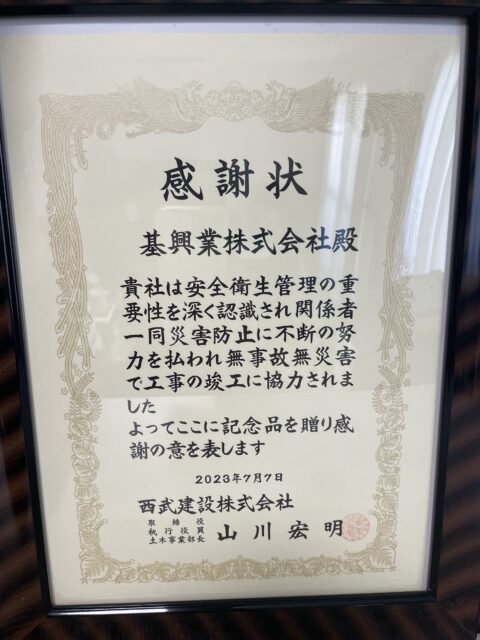 感謝状
基興業株式会社殿
貴社は安全衛生管理の重
要性を深く認識され関係者
一同災害防止に不断の努
力を払われ無事故無災害
で工事の竣工に協力されま
した
よってここに記念品を贈り感
謝の意を表します
2023年7月7日
西武建設株式会社
取締役
執行役員
土木事業部長
山川宏明